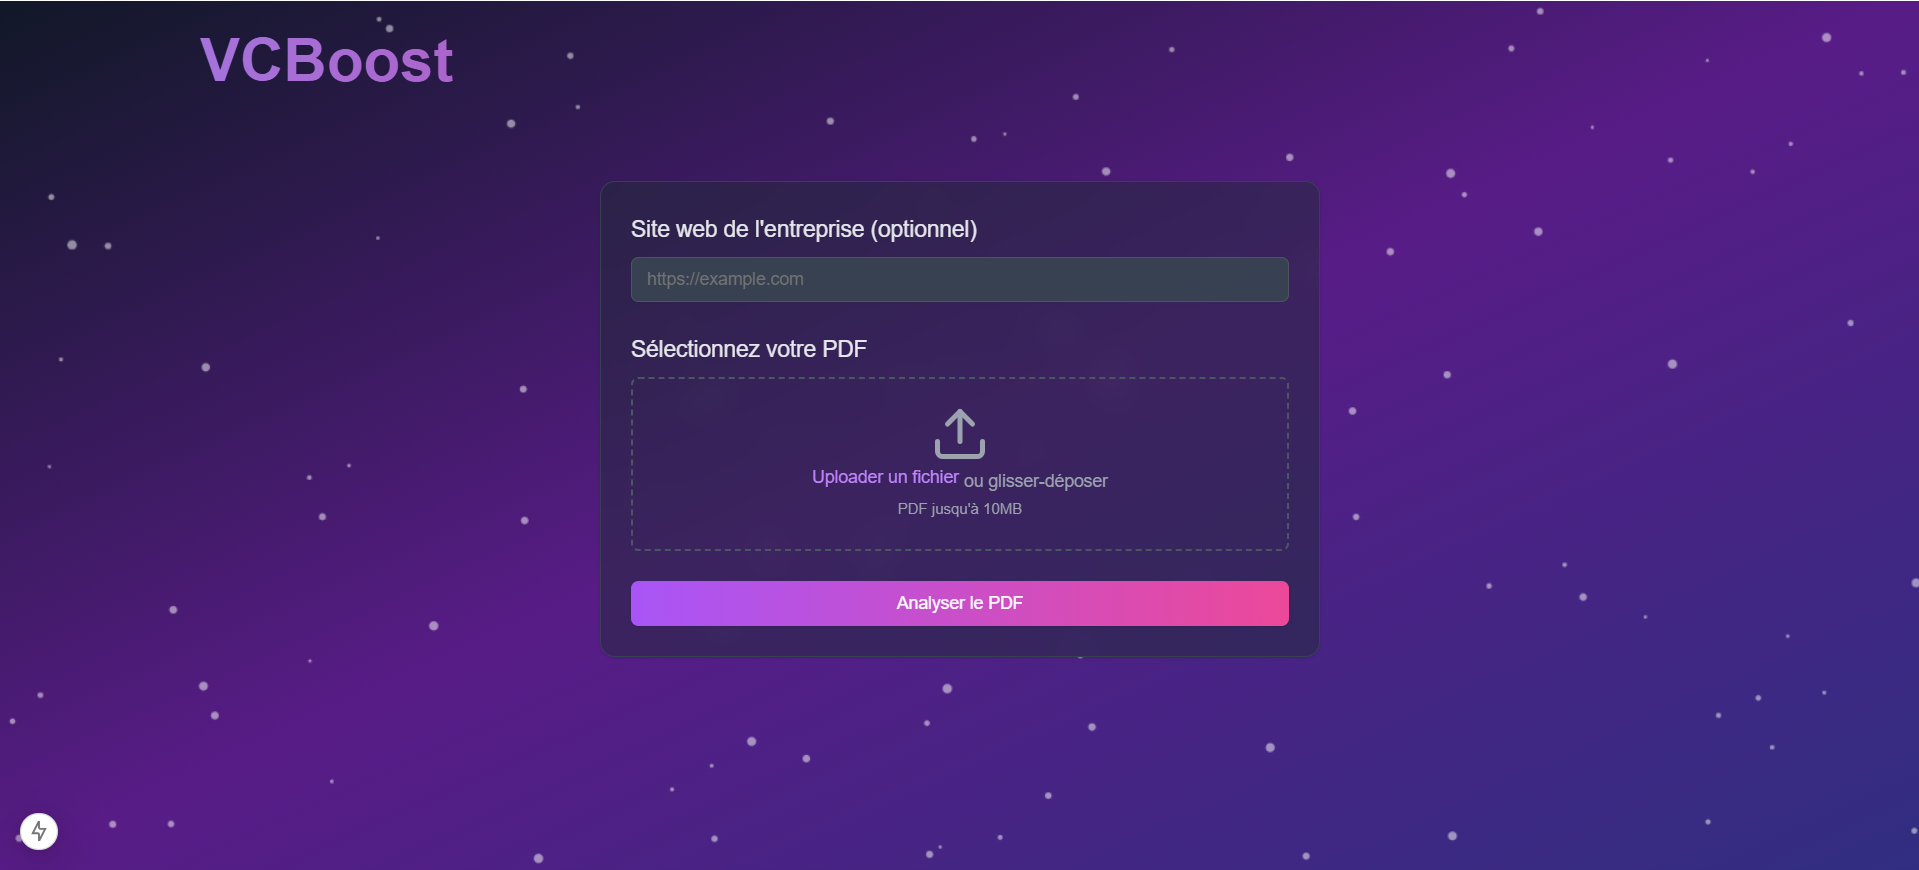 VCBoost
Site web de l'entreprise (optionnel)
https://example.com
Sélectionnez votre PDF
Uploader un fichier ou glisser-déposer
PDF jusqu'à 10MB
Analyser le PDF